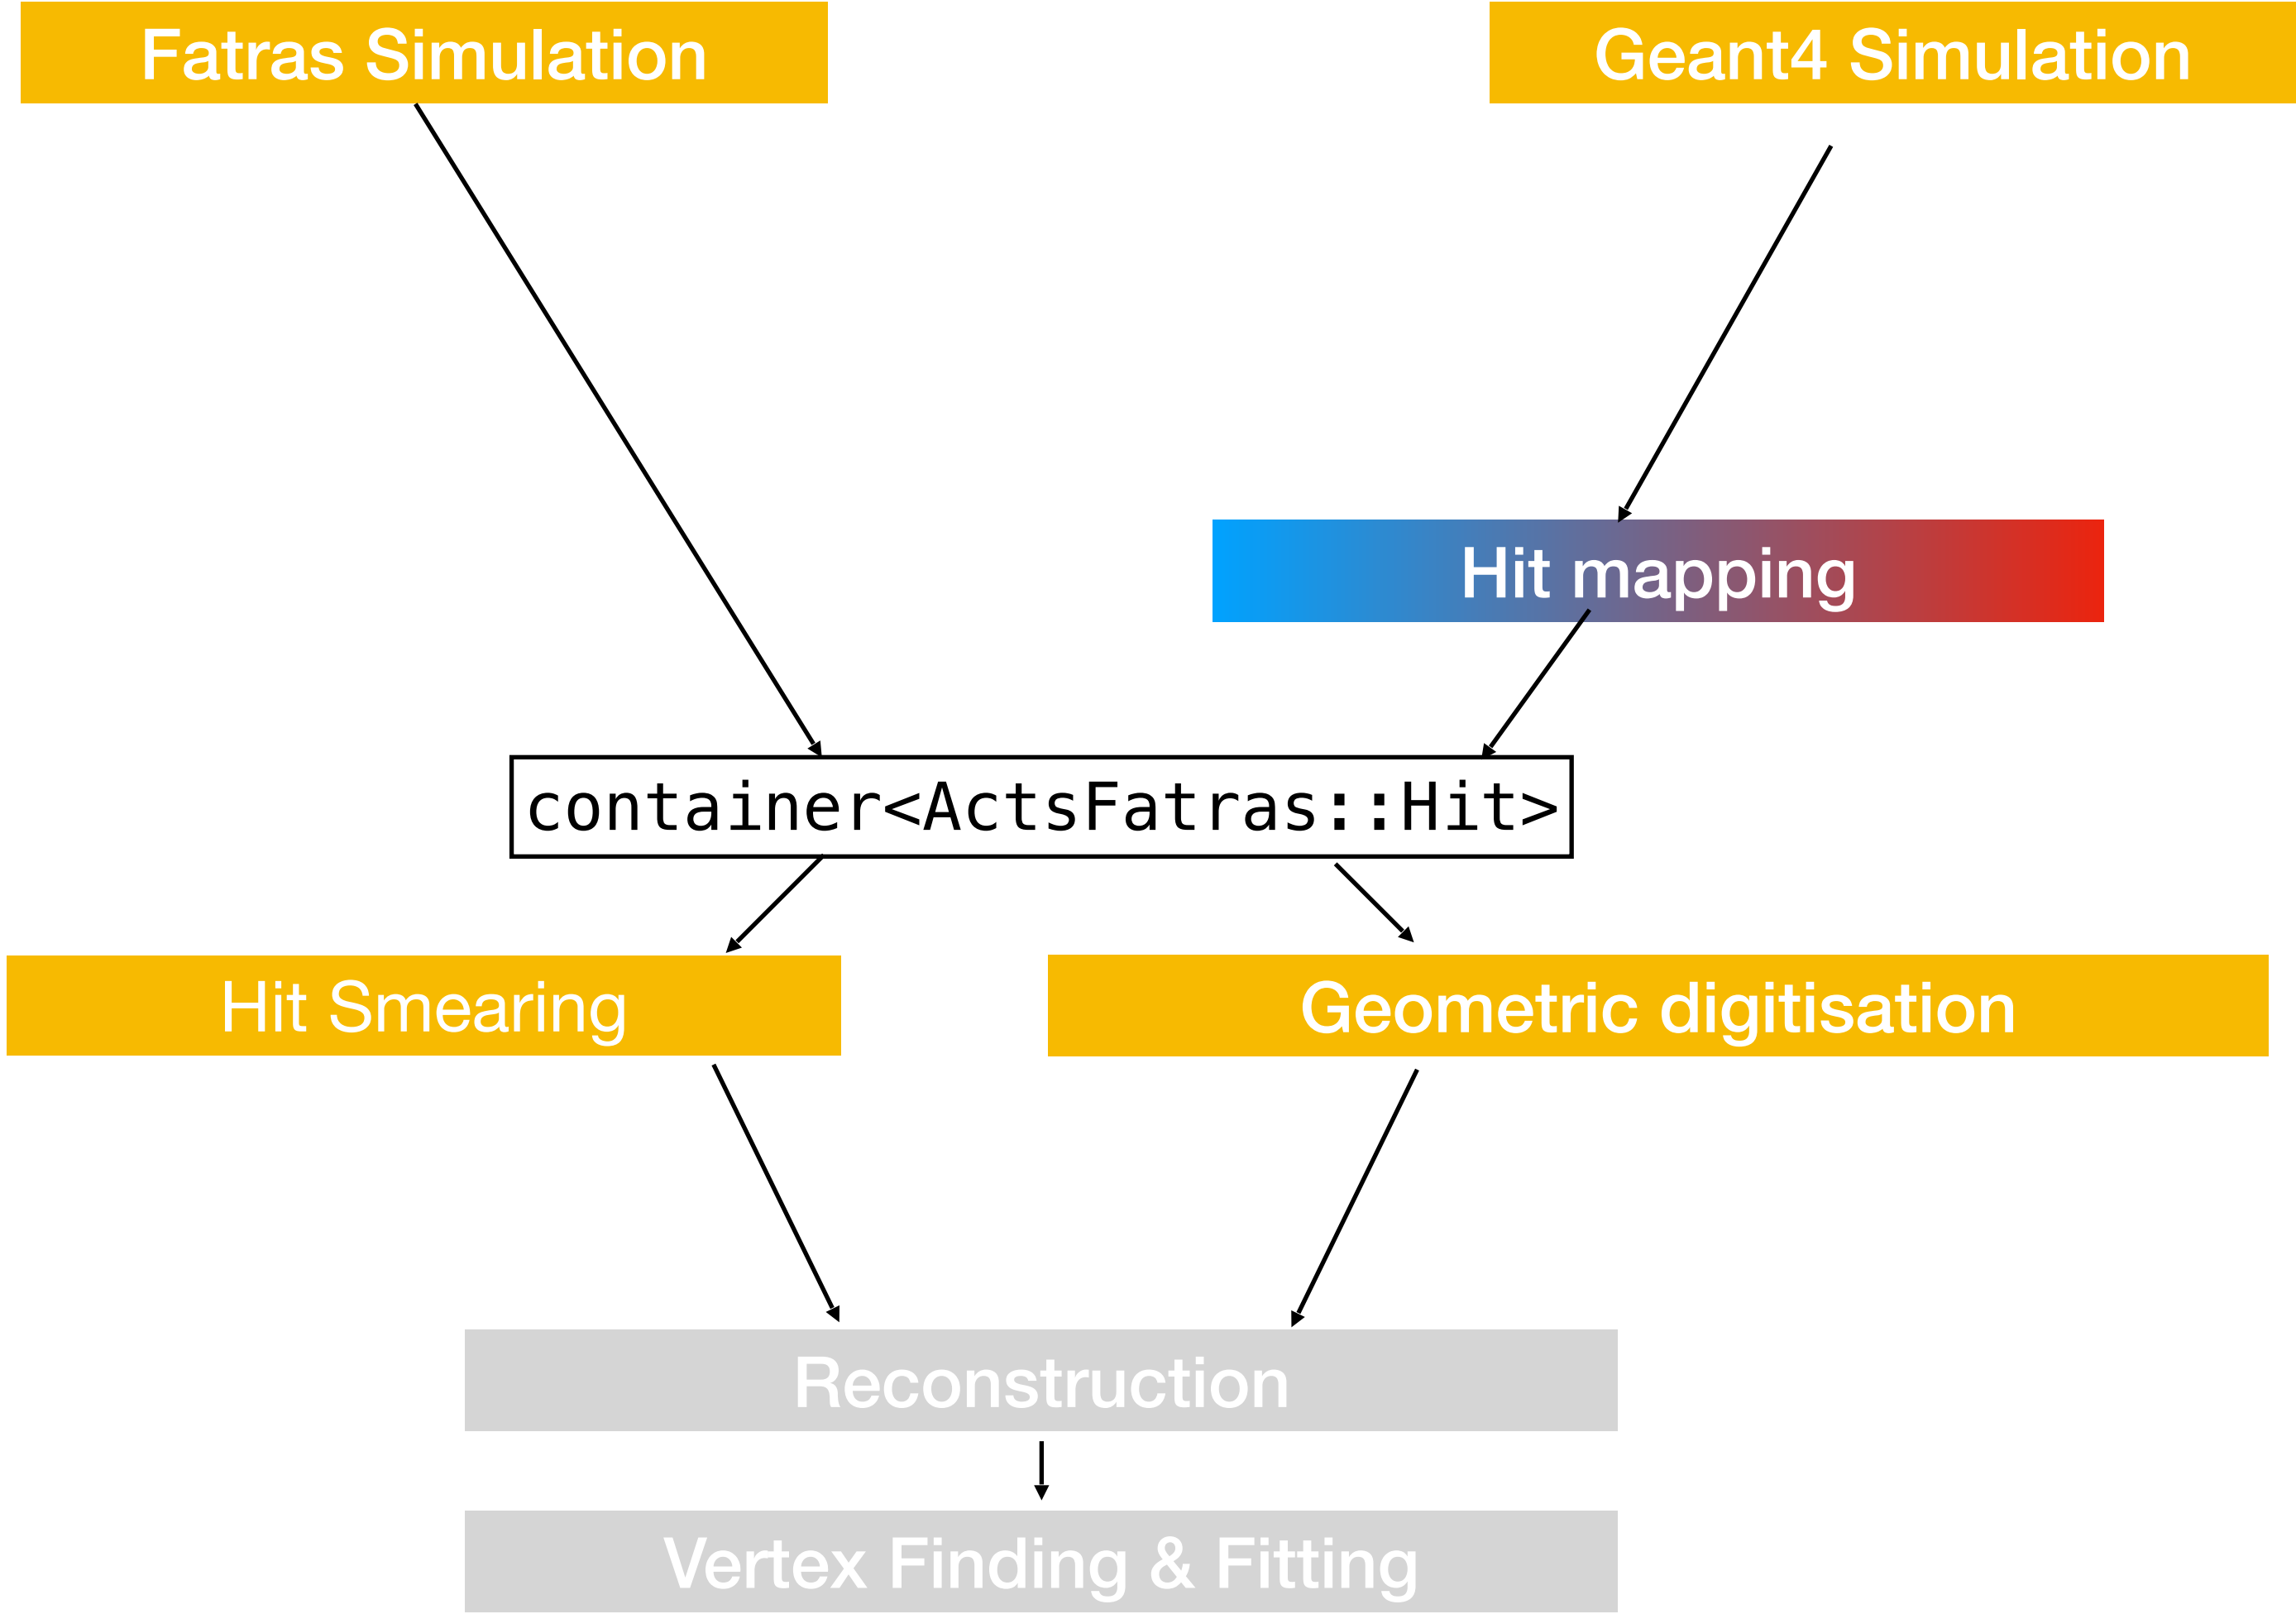 Fatras Simulation
Geant4 Simulation
Hit mapping
container<ActsFatras::Hit>
Hit Smearing
Geometric digitisation
Reconstruction
Vertex Finding & Fitting